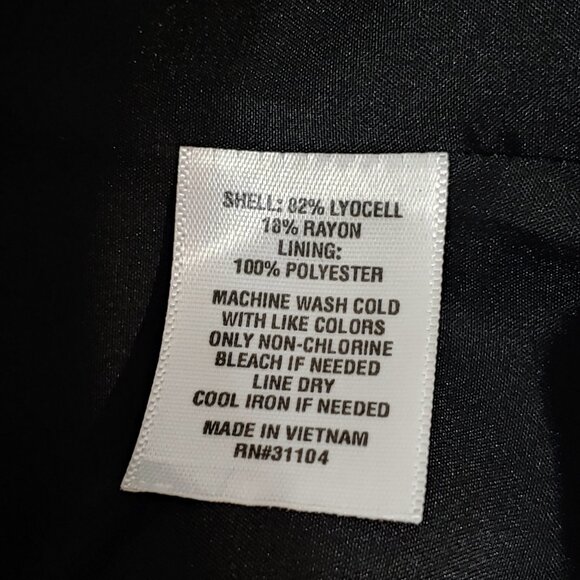 SHELL: 82% LYOCELL
18% RAYON
LINING:
100% POLYESTER
MACHINE WASH COLD
WITH LIKE COLORS
ONLY NON-CHLORINE
BLEACH IF NEEDED
LINE DRY
COOL IRON IF NEEDED
MADE IN VIETNAM
RN#31104